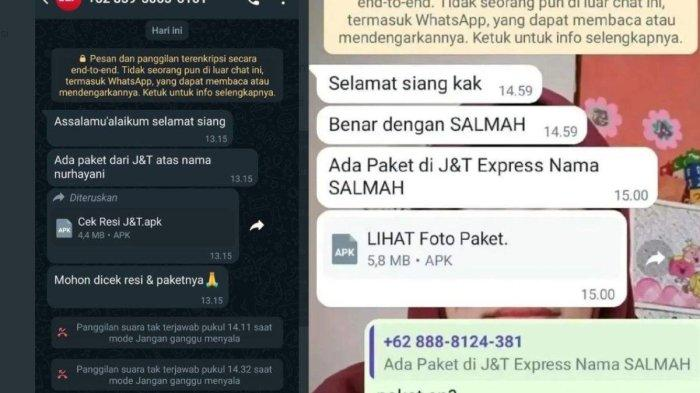 Hari ini
Pesan dan panggilan terenkripsi secara
end-to-end. Tidak seorang pun di luar chat ini,
termasuk WhatsApp, yang dapat membaca atau
mendengarkannya. Ketuk untuk info selengkapnya.
Assalamu'alaikum selamat siang
13.15
Ada paket dari J&T atas nama
nurhayani
13.15
Diteruskan
Cek Resi J&T.apk
APK
4,4 MB • APK
13.15
Mohon dicek resi & paketnya🙏
13.15
Panggilan suara tak terjawab pukul 14.11 saat
mode Jangan ganggu menyala
Panggilan suara tak terjawab pukul 14.32 saat
mode Jangan ganggu menyala
end-to-end. Tidak seorang pun di luar chat ini,
termasuk WhatsApp, yang dapat membaca atau
mendengarkannya. Ketuk untuk info selengkapnya.
Selamat siang kak
14.59
Benar dengan SALMAH
14.59
Ada Paket di J&T Express Nama
SALMAH
15.00
LIHAT Foto Paket.
APK
5,8 MB • APK
15.00
+62 888-8124-381
Ada Paket di J&T Express Nama SALMAH